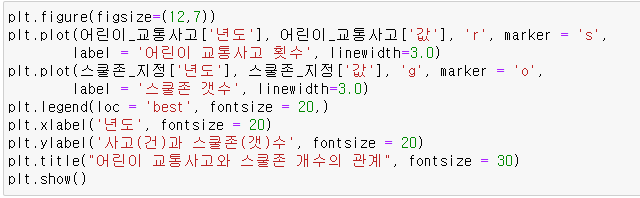 plt.figure(figsize=(12,7))
plt.plot(어린이_교통사고['년도'], 어린이_교통사고['값'], 'r', marker = 's',
label = '어린이 교통사고 횟수', linewidth=3.0)
plt.plot(스쿨존_지정['년도'], 스쿨존_지정['값'], 'g', marker = 'o',
label = '스쿨존 갯수', linewidth=3.0)
plt.legend(loc = 'best', fontsize = 20,)
plt.xlabel('년도', fontsize = 20)
plt.ylabel('사고(건)과 스쿨존(갯)수', fontsize = 20)
plt.title("어린이 교통사고와 스쿨존 개수의 관계", fontsize = 30)
plt.show()